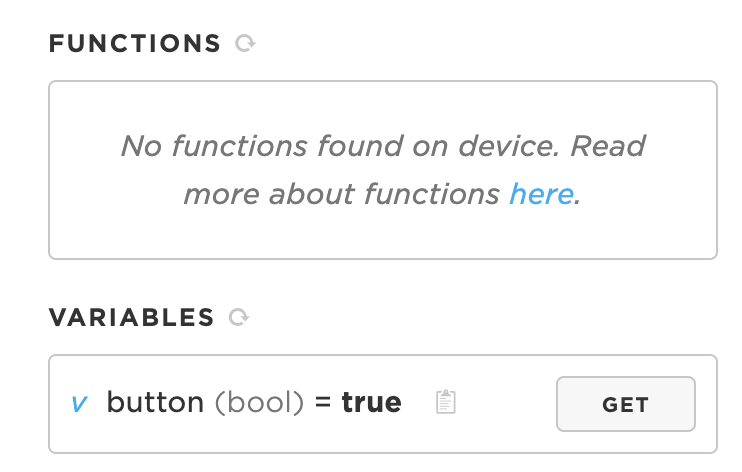 FUNCTIONS
No functions found on device. Read
more about functions here.
VARIABLES
v button (bool) = true GET